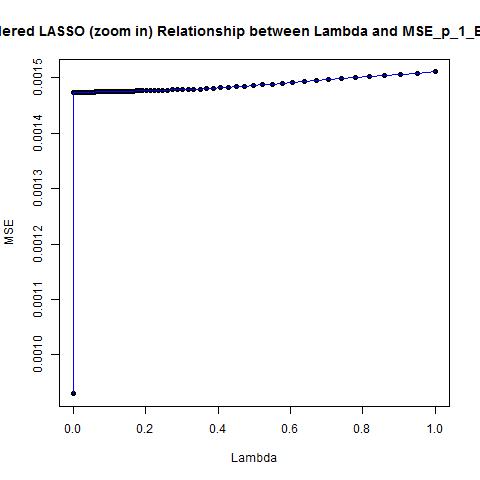 lered LASSO (zoom in) Relationship between Lambda and MSE_p_1_E
0.0015
0.0014
0.0013
0.0012
0.0011
0.0010
MSE
0.0 0.2 0.4 0.6 0.8 1.0
Lambda